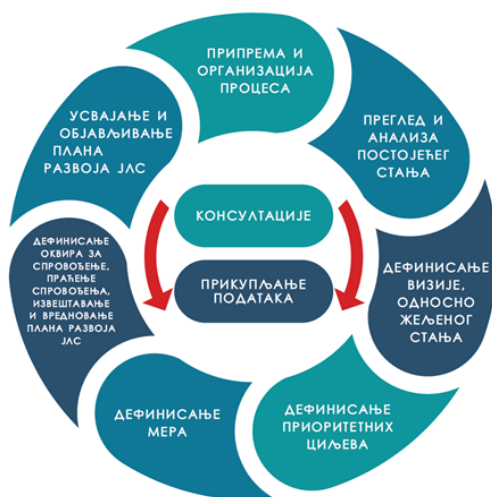 ПРИПРЕМА И
ОРГАНИЗАЦИЈА
ПРОЦЕСА
ПРЕГЛЕД И
АНАЛИЗА
ПОСТОЈЕЋЕГ
СТАЊА
ДЕФИНИСАЊЕ
ВИЗИЈЕ,
ОДНОСНО
ЖЕЉЕНОГ
СТАЊА
ДЕФИНИСАЊЕ
ПРИОРИТЕТНИХ
ЦИЉЕВА
ДЕФИНИСАЊЕ
МЕРА
ДЕФИНИСАЊЕ
ОКВИРА ЗА
СПРОВОЂЕЊЕ,
ПРАЋЕЊЕ
СПРОВОЂЕЊА,
ИЗВЕШТАВАЊЕ
И ВРЕДНОВАЊЕ
ПЛАНА РАЗВОЈА
ЈЛС
УСВАЈАЊЕ И
ОБЈАВЉИВАЊЕ
ПЛАНА
РАЗВОЈА ЈЛС
КОНСУЛТАЦИЈЕ
ПРИКУПЉАЊЕ
ПОДАТАКА